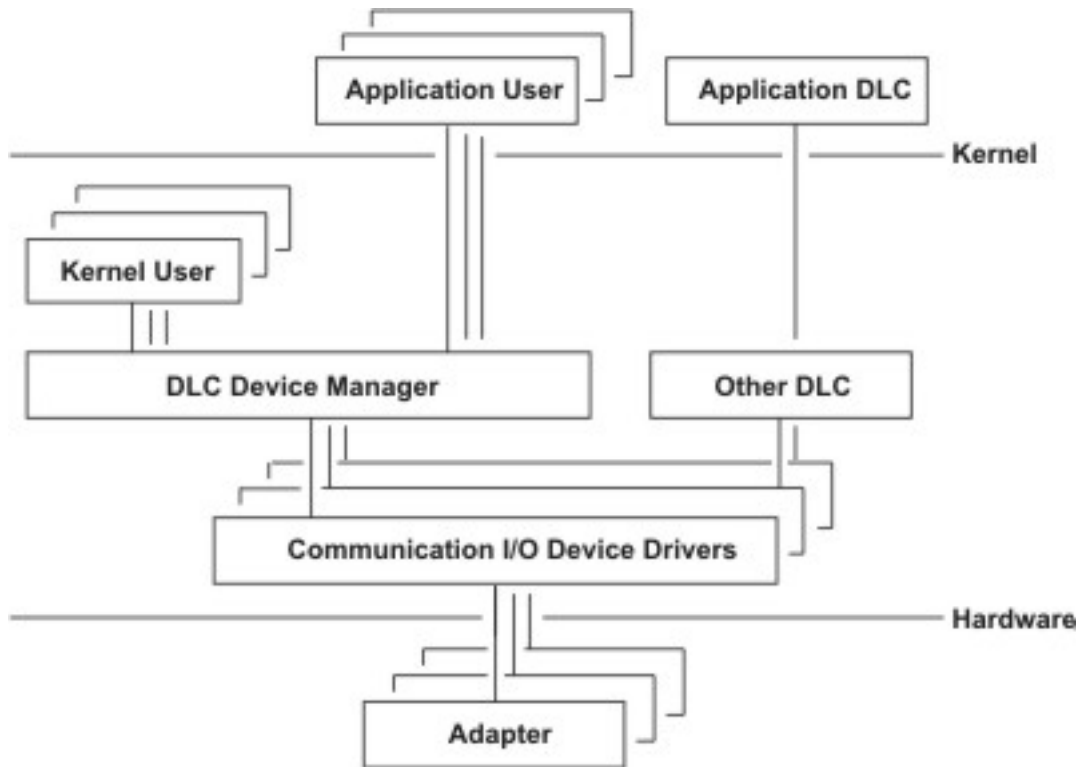 Application User
Application DLC
Kernel
Kernel User
DLC Device Manager
Other DLC
Communication I/O Device Drivers
Hardware
Adapter